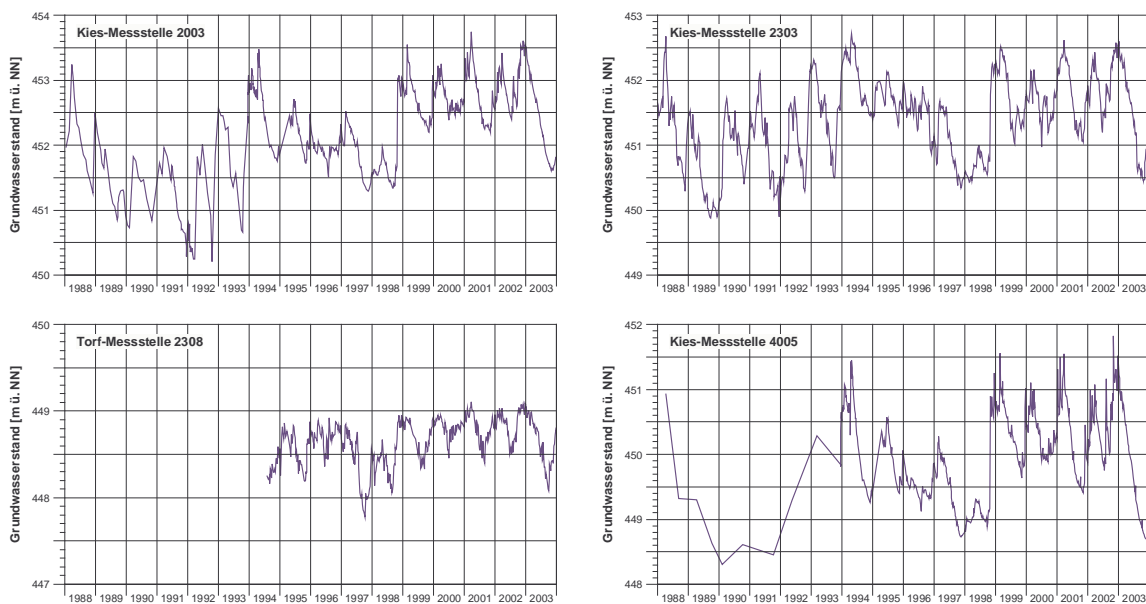 Kies-Messstelle 2003
Grundwasserstand [m ü. NN]
454
453
452
451
450
1988 1989 1990 1991 1992 1993 1994 1995 1996 1997 1998 1999 2000 2001 2002 2003
Kies-Messstelle 2303
Grundwasserstand [m ü. NN]
453
452
451
450
449
1988 1989 1990 1991 1992 1993 1994 1995 1996 1997 1998 1999 2000 2001 2002 2003
Torf-Messstelle 2308
Grundwasserstand [m ü. NN]
450
449
448
447
1988 1989 1990 1991 1992 1993 1994 1995 1996 1997 1998 1999 2000 2001 2002 2003
Kies-Messstelle 4005
Grundwasserstand [m ü. NN]
452
451
450
449
448
1988 1989 1990 1991 1992 1993 1994 1995 1996 1997 1998 1999 2000 2001 2002 2003